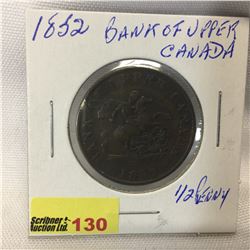 1852 BANK OF UPPER
CANADA
1/2 PENNY
Scribner's
Auction Ltd. 130